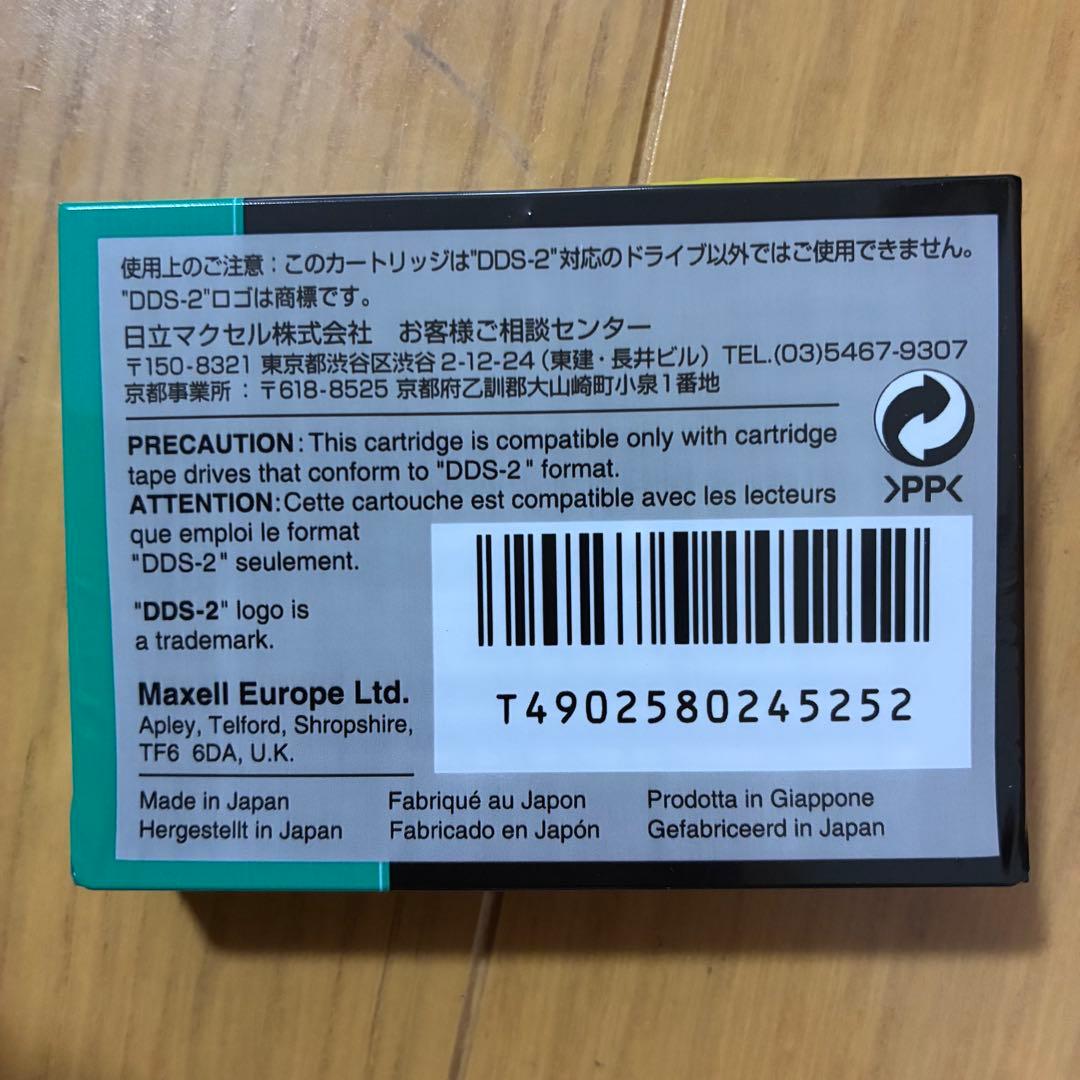 使用上のご注意：このカートリッジは"DDS-2"対応のドライブ以外ではご使用できません。
"DDS-2"ロゴは商標です。
日立マクセル株式会社　お客様ご相談センター
〒150-8321 東京都渋谷区渋谷 2-12-24（東建・長井ビル） TEL.(03)5467-9307
京都事業所 ：〒618-8525 京都府乙訓郡大山崎町小泉1番地
PRECAUTION: This cartridge is compatible only with cartridge
tape drives that conform to "DDS-2" format.
ATTENTION: Cette cartouche est compatible avec les lecteurs
que emploi le format
"DDS-2" seulement.
>PP<
"DDS-2" logo is
a trademark.
Maxell Europe Ltd.
Apley, Telford, Shropshire,
TF6 6DA, U.K.
T4902580245252
Made in Japan Fabriqué au Japon Prodotta in Giappone
Hergestellt in Japan Fabricado en Japón Gefabriceerd in Japan